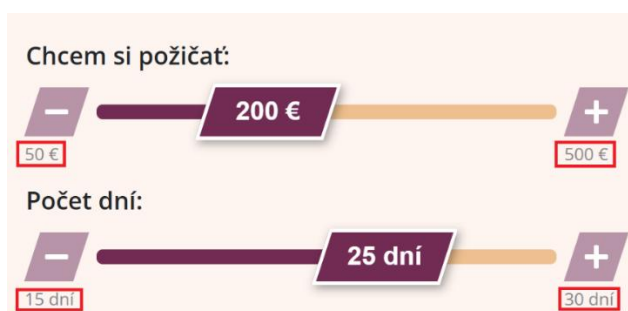 Chcem si požičať:
− 200 € +
50 € 500 €
Počet dní:
− 25 dní +
15 dní 30 dní